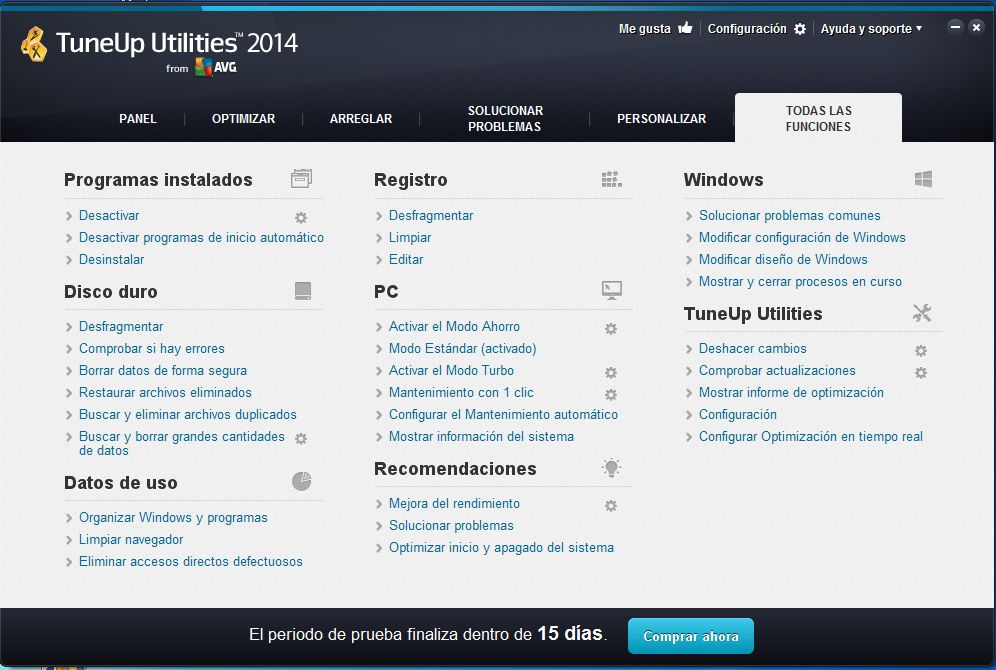 Me gusta
Configuración
Ayuda y soporte
TuneUp Utilities™ 2014
from AVG
PANEL
OPTIMIZAR
ARREGLAR
SOLUCIONAR
PROBLEMAS
PERSONALIZAR
TODAS LAS
FUNCIONES
Programas instalados
Desactivar
Desactivar programas de inicio automático
Desinstalar
Disco duro
Desfragmentar
Comprobar si hay errores
Borrar datos de forma segura
Restaurar archivos eliminados
Buscar y eliminar archivos duplicados
Buscar y borrar grandes cantidades
de datos
Datos de uso
Organizar Windows y programas
Limpiar navegador
Eliminar accesos directos defectuosos
Registro
Desfragmentar
Limpiar
Editar
PC
Activar el Modo Ahorro
Modo Estándar (activado)
Activar el Modo Turbo
Mantenimiento con 1 clic
Configurar el Mantenimiento automático
Mostrar información del sistema
Recomendaciones
Mejora del rendimiento
Solucionar problemas
Optimizar inicio y apagado del sistema
Windows
Solucionar problemas comunes
Modificar configuración de Windows
Modificar diseño de Windows
Mostrar y cerrar procesos en curso
TuneUp Utilities
Deshacer cambios
Comprobar actualizaciones
Mostrar informe de optimización
Configuración
Configurar Optimización en tiempo real
El periodo de prueba finaliza dentro de 15 días.
Comprar ahora